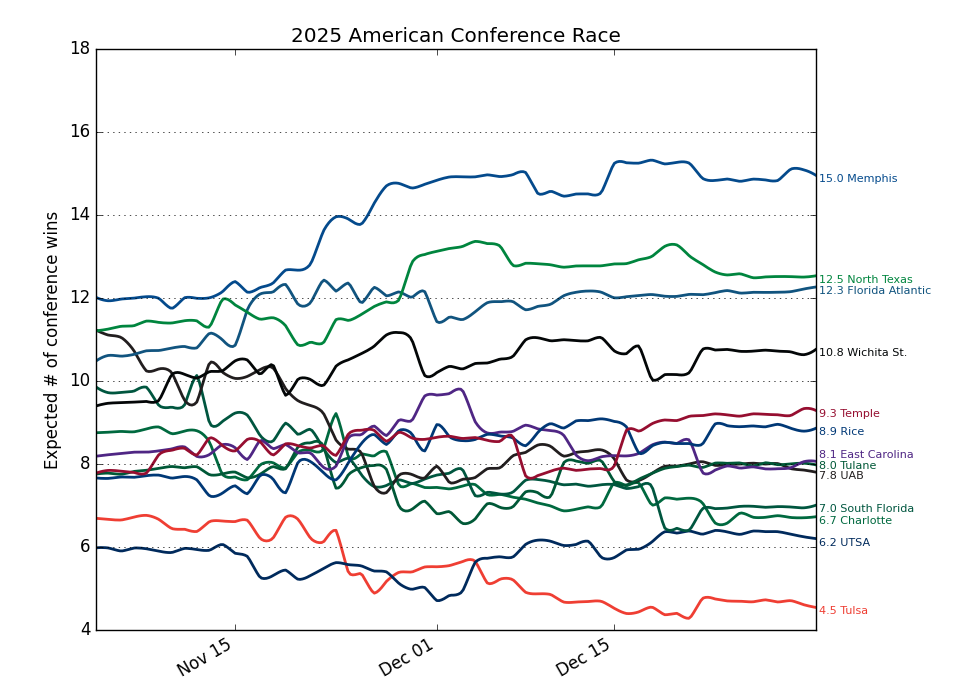 2025 American Conference Race
Expected # of conference wins
18
16
14
12
10
8
6
4
15.0 Memphis
12.5 North Texas
12.3 Florida Atlantic
10.8 Wichita St.
9.3 Temple
8.9 Rice
8.1 East Carolina
8.0 Tulane
7.8 UAB
7.0 South Florida
6.7 Charlotte
6.2 UTSA
4.5 Tulsa
Nov 15
Dec 01
Dec 15